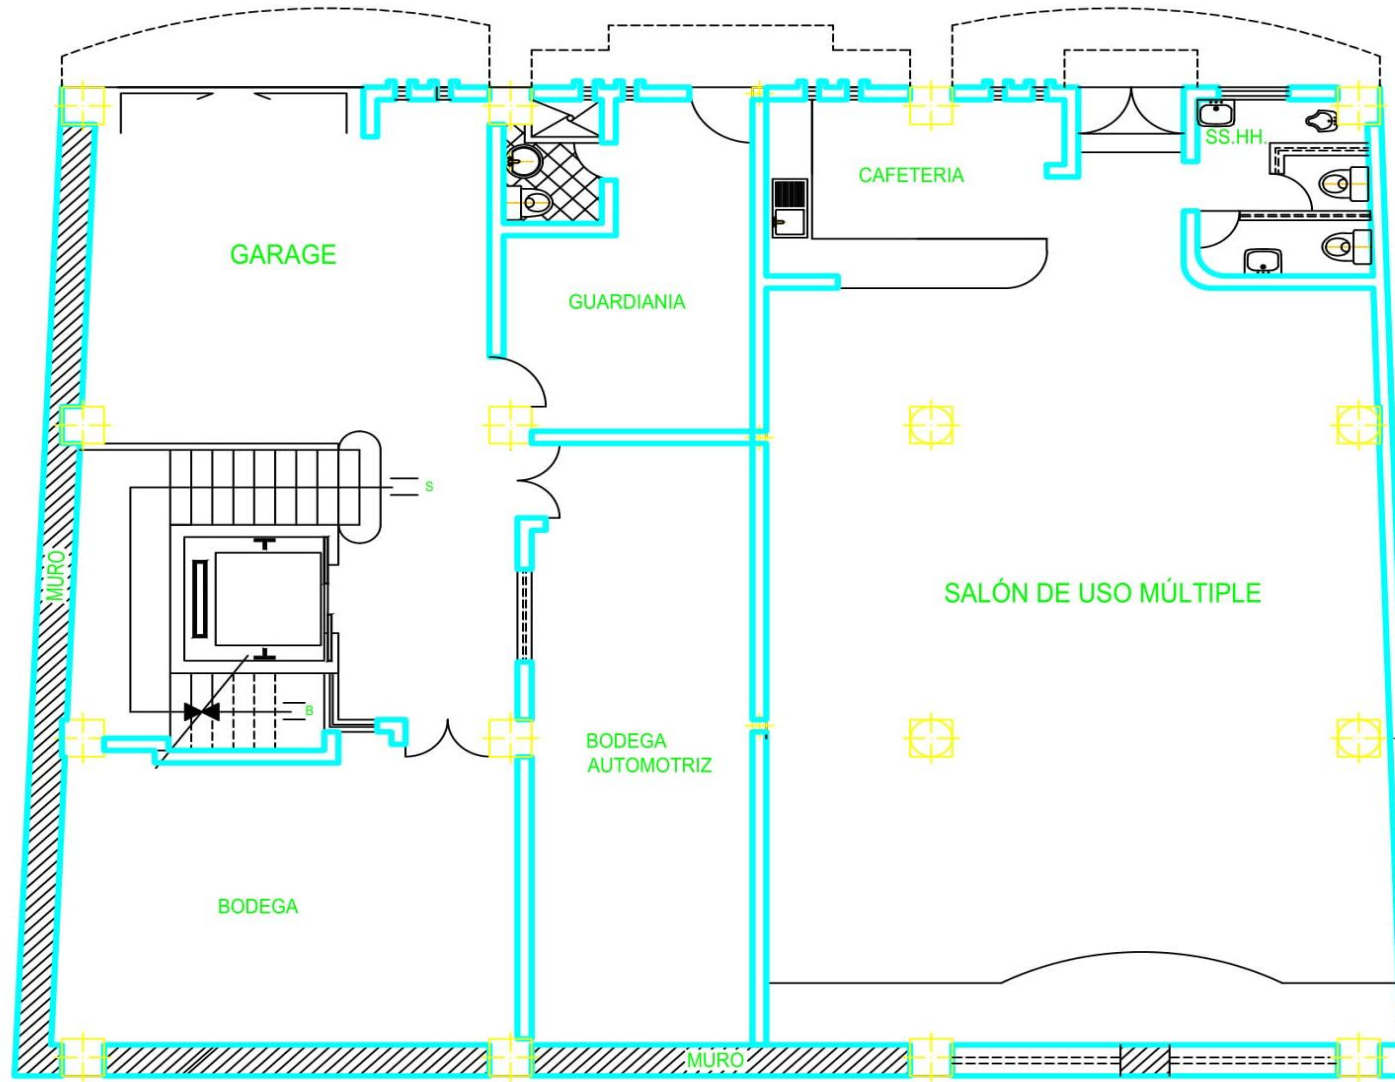 SS.HH.
CAFETERIA
GARAGE
GUARDIANIA
S
MURO
SALÓN DE USO MÚLTIPLE
B
BODEGA
AUTOMOTRIZ
BODEGA
MURO